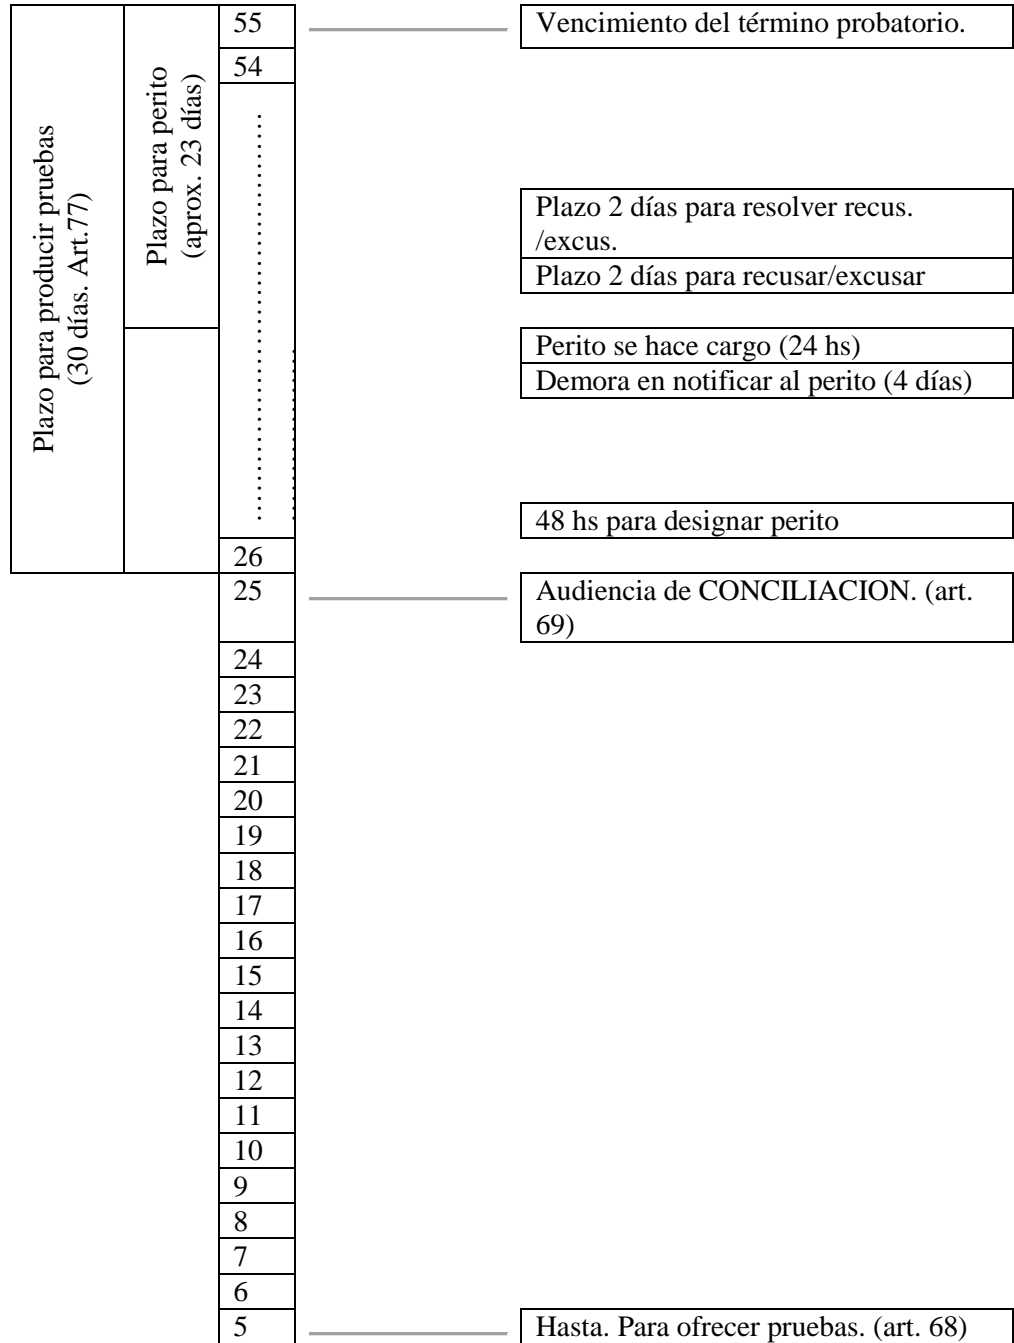 55
Vencimiento del término probatorio.
54
Plazo para producir pruebas
(30 días. Art.77)
Plazo para perito
(aprox. 23 días)
Plazo 2 días para resolver recus.
/excus.
Plazo 2 días para recusar/excusar
Perito se hace cargo (24 hs)
Demora en notificar al perito (4 días)
48 hs para designar perito
26
25
Audiencia de CONCILIACION. (art.
69)
24
23
22
21
20
19
18
17
16
15
14
13
12
11
10
9
8
7
6
5
Hasta. Para ofrecer pruebas. (art. 68)